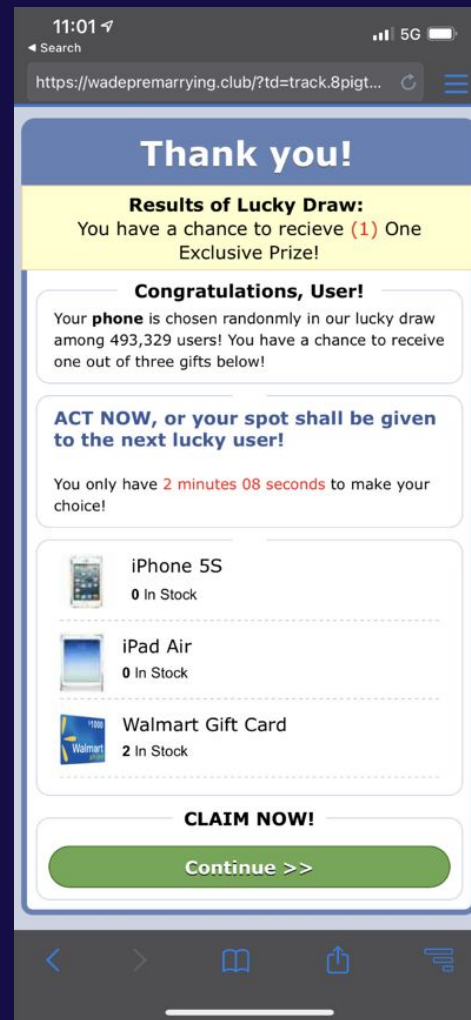 11:01
5G
◄ Search
https://wadepremarrying.club/?td=track.8pigt...
Thank you!
Results of Lucky Draw:
You have a chance to recieve (1) One
Exclusive Prize!
Congratulations, User!
Your phone is chosen randonmly in our lucky draw
among 493,329 users! You have a chance to receive
one out of three gifts below!
ACT NOW, or your spot shall be given
to the next lucky user!
You only have 2 minutes 08 seconds to make your
choice!
iPhone 5S
0 In Stock
iPad Air
0 In Stock
$1000
Walmart
Walmart Gift Card
2 In Stock
CLAIM NOW!
Continue >>